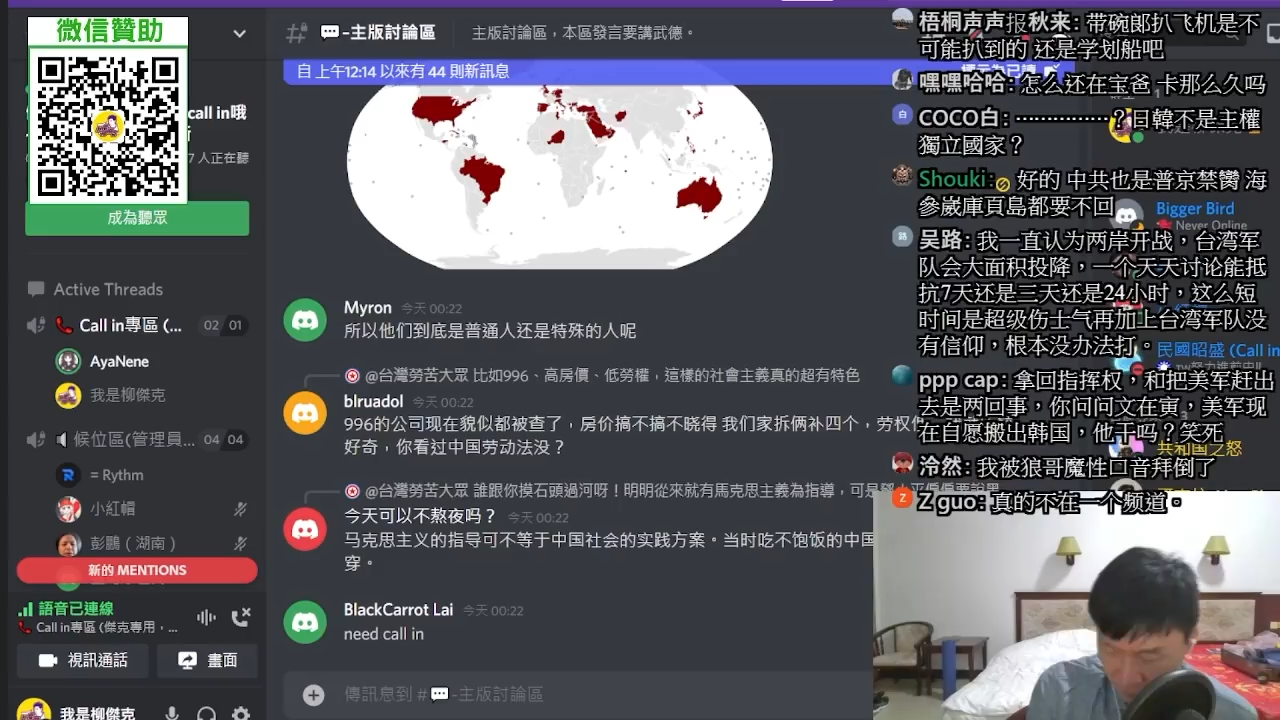 微信贊助
call in哦
7 人正在聽
成為聽眾
Active Threads
Call in專區 (... 02 01
AyaNene
我是柳傑克
候位區(管理員... 04 04
= Rythm
小紅帽
彭鵬（湖南）
新的 MENTIONS
語音已連線
Call in專區 (傑克專用，...
視訊通話
畫面
我是柳傑克
-主版討論區
主版討論區，本區發言要講武德。
自 上午12:14 以來有 44 則新訊息
Myron 今天 00:22
所以他们到底是普通人还是特殊的人呢
@台灣勞苦大眾 比如996、高房價、低勞權，這樣的社會主義真的超有特色
blruadol 今天 00:22
996的公司现在貌似都被查了，房价搞不搞不晓得 我们家拆俩补四个，劳权
好奇，你看过中国劳动法没？
@台灣勞苦大眾 誰跟你摸石頭過河呀！明明從來就有馬克思主義為指導，可是
今天可以不熬夜吗？ 今天 00:22
马克思主义的指导可不等于中国社会的实践方案。当时吃不饱饭的中国
穿。
BlackCarrot Lai 今天 00:22
need call in
傳訊息到 # -主版討論區
梧桐声声报秋来: 带碗郎扒飞机是不
可能扒到的 还是学划船吧
嘿嘿哈哈: 怎么还在宝爸 卡那么久吗
COCO白: ……………？日韓不是主權
獨立國家？
Shouki: 好的 中共也是普京禁臠 海
參崴庫頁島都要不回
Bigger Bird
Never Online
吴路: 我一直认为两岸开战，台湾军
队会大面积投降，一个天天讨论能抵
抗7天还是三天还是24小时，这么短
时间是超级伤士气再加上台湾军队没
有信仰，根本没办法打。
民國昭盛 (Call in
ppp cap: 拿回指挥权，和把美军赶出
去是两回事，你问问文在寅，美军现
在自愿搬出韩国，他干吗？笑死
共和国之怒
泠然: 我被狼哥魔性口音拜倒了
Z guo: 真的不在一个频道。